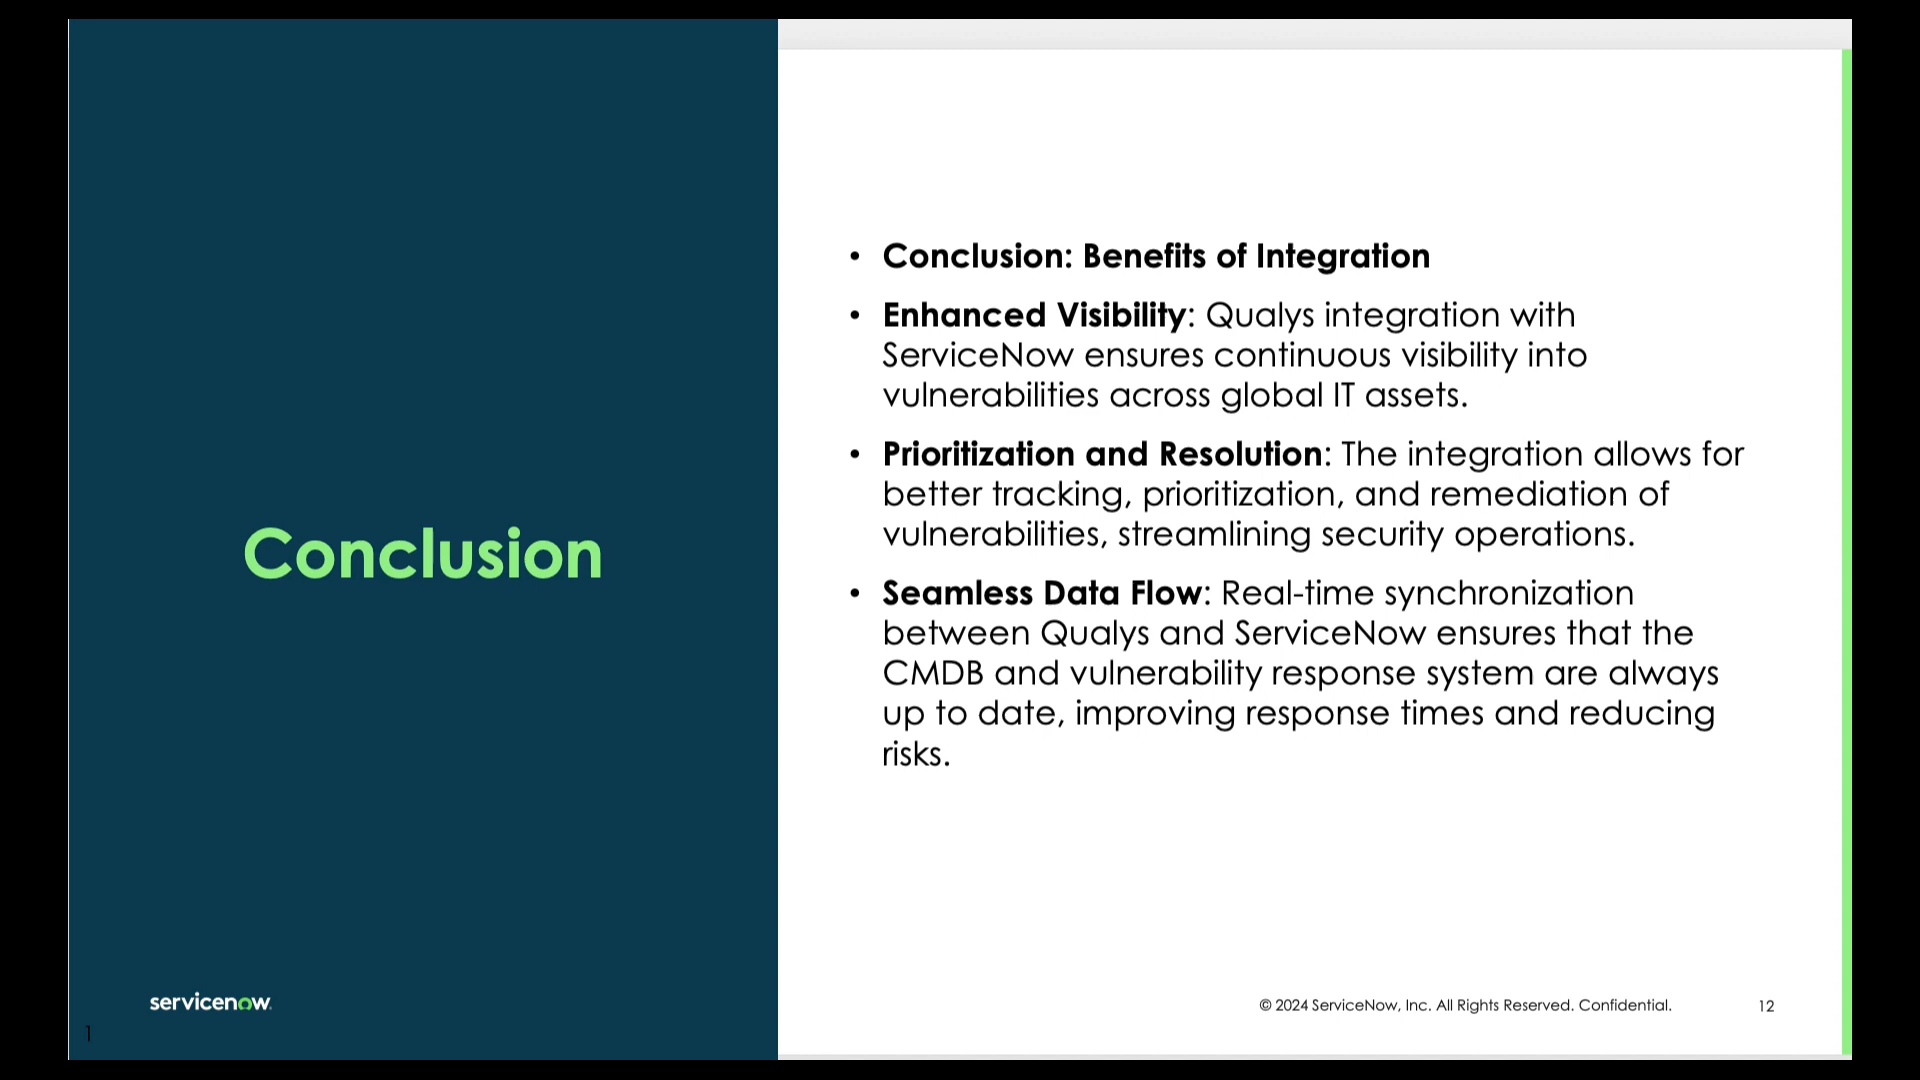 Conclusion
• Conclusion: Benefits of Integration
• Enhanced Visibility: Qualys integration with
ServiceNow ensures continuous visibility into
vulnerabilities across global IT assets.
• Prioritization and Resolution: The integration allows for
better tracking, prioritization, and remediation of
vulnerabilities, streamlining security operations.
• Seamless Data Flow: Real-time synchronization
between Qualys and ServiceNow ensures that the
CMDB and vulnerability response system are always
up to date, improving response times and reducing
risks.
servicenow.
1
© 2024 ServiceNow, Inc. All Rights Reserved. Confidential.
12